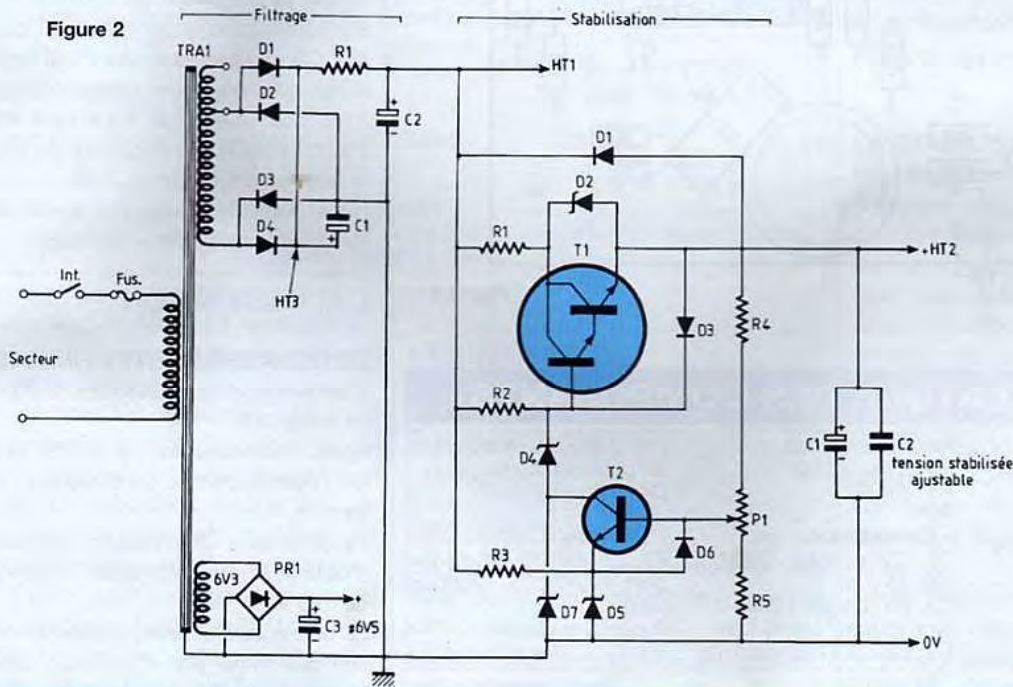 Filtrage
Stabilisation
Figure 2
TRA1
D1
R1
HT1
D2
C2
+
−
D3
C1
+
D4
HT3
Int.
Fus.
Secteur
6V3
PR1
+
C3
≠6V5
+
−
D1
D2
R1
T1
+HT2
D3
R4
R2
D4
T2
C1
+
−
C2
tension stabilisée
ajustable
P1
R3
D6
D7
D5
R5
0V